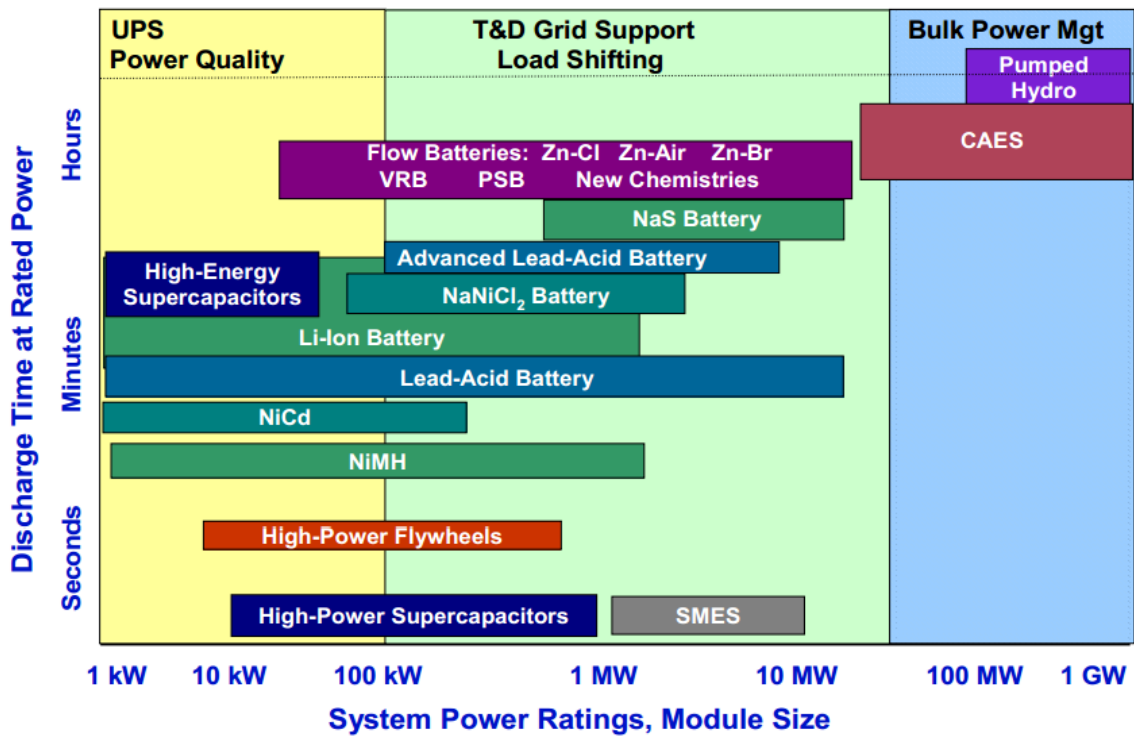 UPS
Power Quality
T&D Grid Support
Load Shifting
Bulk Power Mgt
Pumped
Hydro
CAES
Flow Batteries: Zn-Cl Zn-Air Zn-Br
VRB PSB New Chemistries
NaS Battery
Advanced Lead-Acid Battery
High-Energy
Supercapacitors
NaNiCl₂ Battery
Li-Ion Battery
Lead-Acid Battery
NiCd
NiMH
High-Power Flywheels
High-Power Supercapacitors
SMES
Discharge Time at Rated Power
Hours
Minutes
Seconds
1 kW 10 kW 100 kW 1 MW 10 MW 100 MW 1 GW
System Power Ratings, Module Size